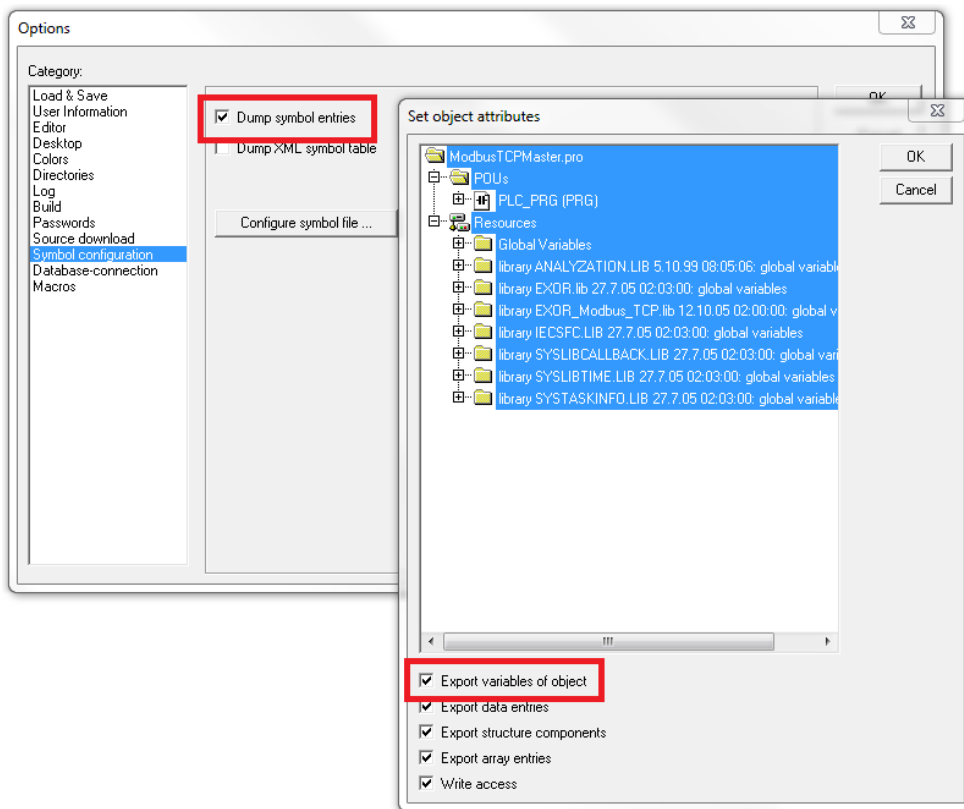 Options
Category:
Load & Save
User Information
Editor
Desktop
Colors
Directories
Log
Build
Passwords
Source download
Symbol configuration
Database-connection
Macros
Dump symbol entries
Dump XML symbol table
Configure symbol file ...
OK
Set object attributes
ModbusTCPMaster.pro
POUs
PLC_PRG (PRG)
Resources
Global Variables
library ANALYZATION.LIB 5.10.99 08:05:06: global variabl
library EXOR.lib 27.7.05 02:03:00: global variables
library EXOR_Modbus_TCP.lib 12.10.05 02:00:00: global v
library IECSFC.LIB 27.7.05 02:03:00: global variables
library SYSLIBCALLBACK.LIB 27.7.05 02:03:00: global vari
library SYSLIBTIME.LIB 27.7.05 02:03:00: global variables
library SYSTASKINFO.LIB 27.7.05 02:03:00: global variable
OK
Cancel
Export variables of object
Export data entries
Export structure components
Export array entries
Write access